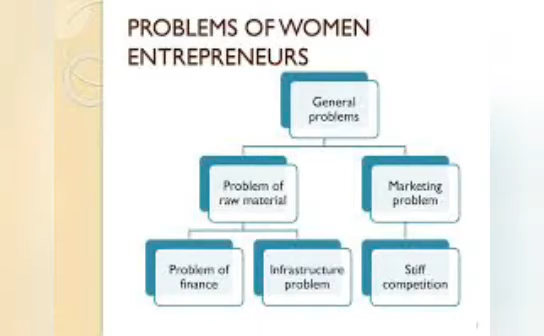 PROBLEMS OF WOMEN
ENTREPRENEURS
General
problems
Problem of
raw material
Marketing
problem
Problem of
finance
Infrastructure
problem
Stiff
competition